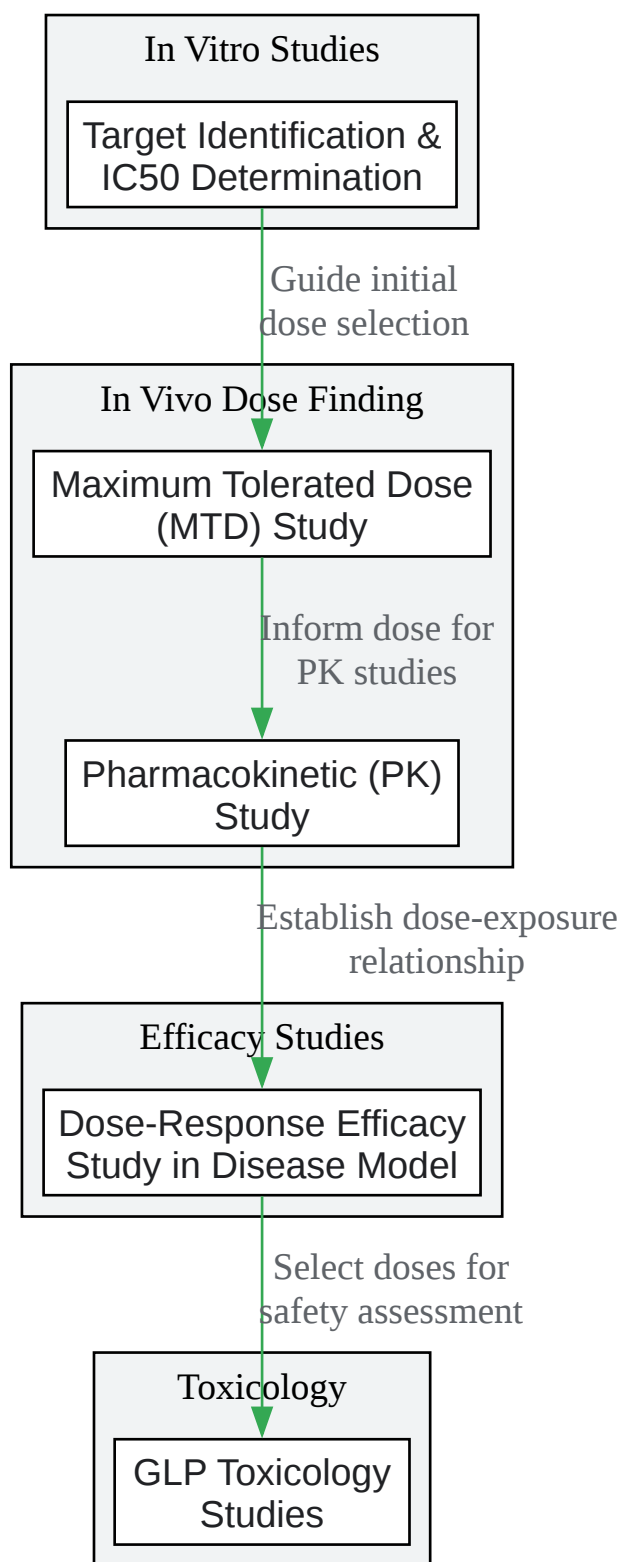 In Vitro Studies
Target Identification &
IC50 Determination
Guide initial
dose selection
In Vivo Dose Finding
Maximum Tolerated Dose
(MTD) Study
Inform dose for
PK studies
Pharmacokinetic (PK)
Study
Establish dose-exposure
relationship
Efficacy Studies
Dose-Response Efficacy
Study in Disease Model
Select doses for
safety assessment
Toxicology
GLP Toxicology
Studies